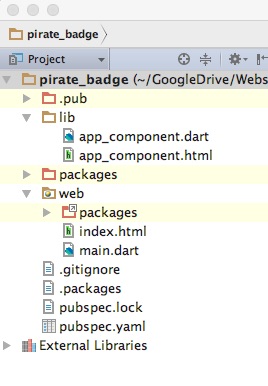 pirate_badge
Project
pirate_badge (~/GoogleDrive/Webs
.pub
lib
app_component.dart
app_component.html
packages
web
packages
index.html
main.dart
.gitignore
.packages
pubspec.lock
pubspec.yaml
External Libraries